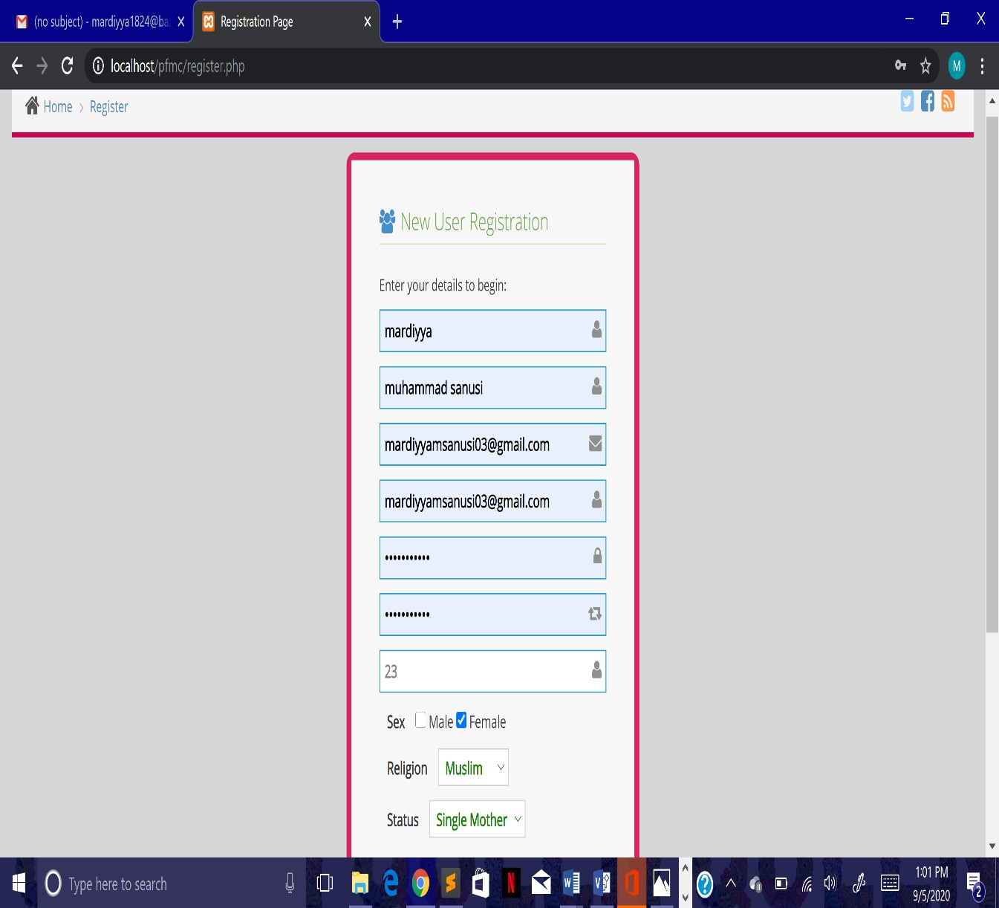 (no subject) - mardiyya1824@ba
Registration Page
localhost/pfmc/register.php
M
Home › Register
New User Registration
Enter your details to begin:
mardiyya
muhammad sanusi
mardiyyamsanusi03@gmail.com
mardiyyamsanusi03@gmail.com
•••••••••••
•••••••••••
23
Sex Male Female
Religion Muslim
Status Single Mother
Type here to search
1:01 PM
9/5/2020
2